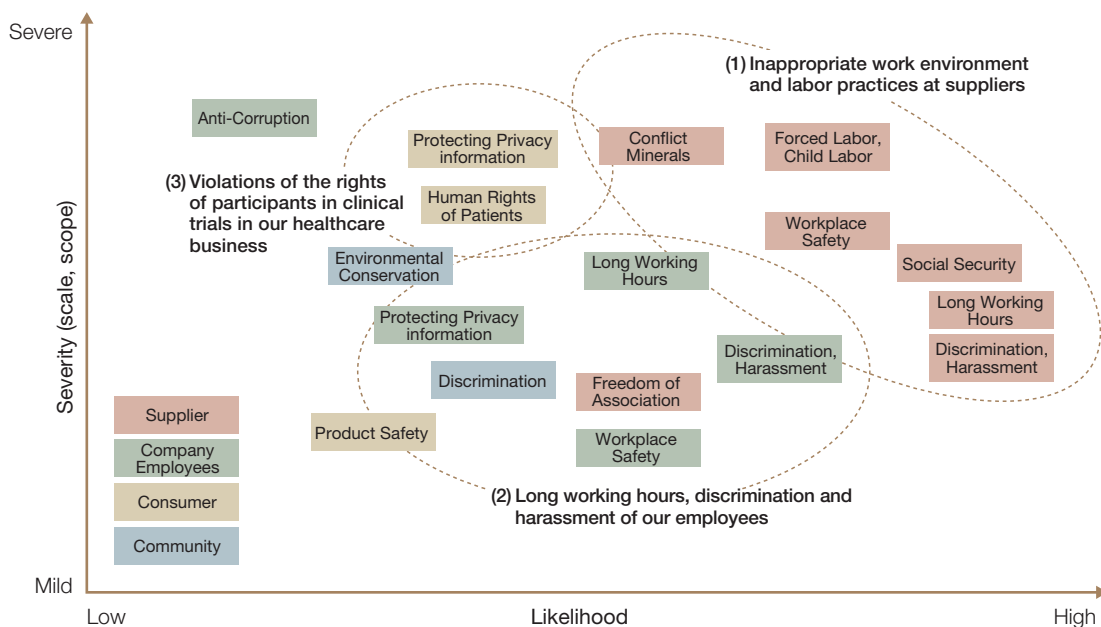 Severe
(1) Inappropriate work environment
and labor practices at suppliers
Anti-Corruption
Protecting Privacy
information
Conflict
Minerals
Forced Labor,
Child Labor
(3) Violations of the rights
of participants in clinical
trials in our healthcare
business
Human Rights
of Patients
Workplace
Safety
Environmental
Conservation
Long Working
Hours
Social Security
Protecting Privacy
information
Long Working
Hours
Discrimination,
Harassment
Discrimination,
Harassment
Discrimination
Freedom of
Association
Product Safety
Workplace
Safety
Severity (scale, scope)
Supplier
Company
Employees
Consumer
Community
(2) Long working hours, discrimination and
harassment of our employees
Mild
Low
Likelihood
High